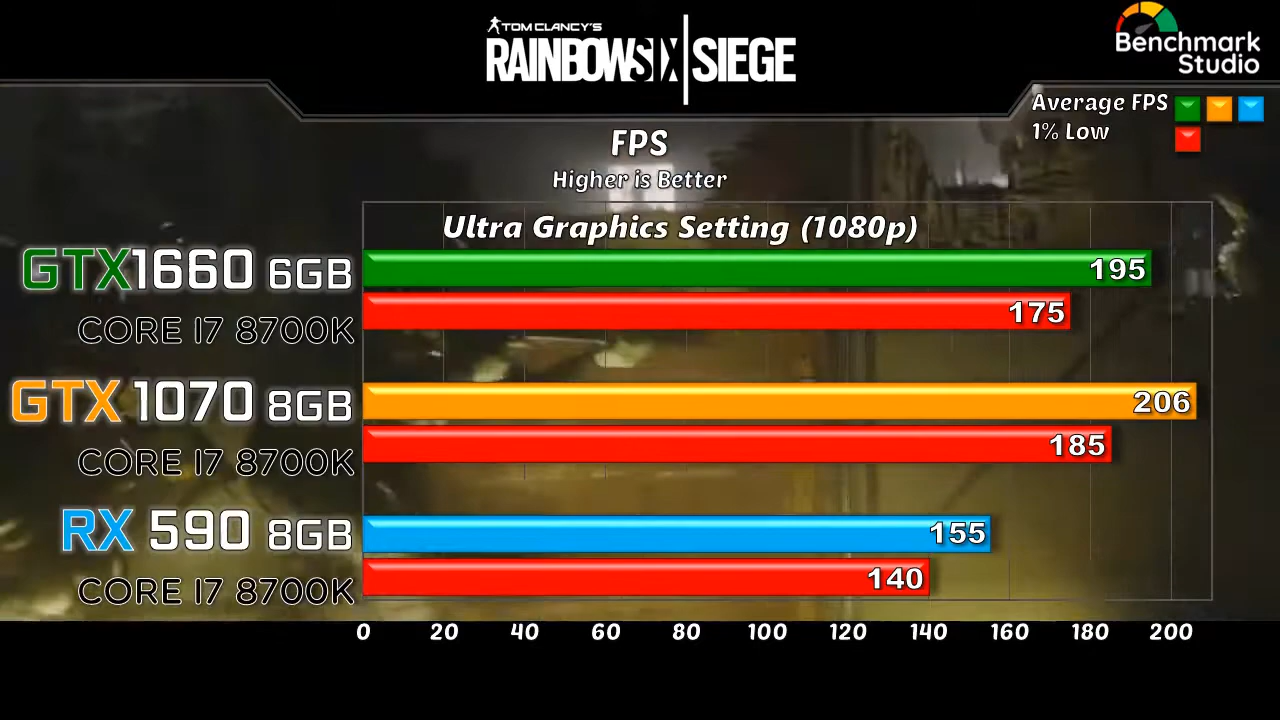 TOM CLANCY'S
RAINBOWSIX|SIEGE
Benchmark
Studio
Average FPS
1% Low
FPS
Higher is Better
Ultra Graphics Setting (1080p)
GTX1660 6GB
195
CORE I7 8700K
175
GTX 1070 8GB
206
CORE I7 8700K
185
RX 590 8GB
155
CORE I7 8700K
140
0 20 40 60 80 100 120 140 160 180 200